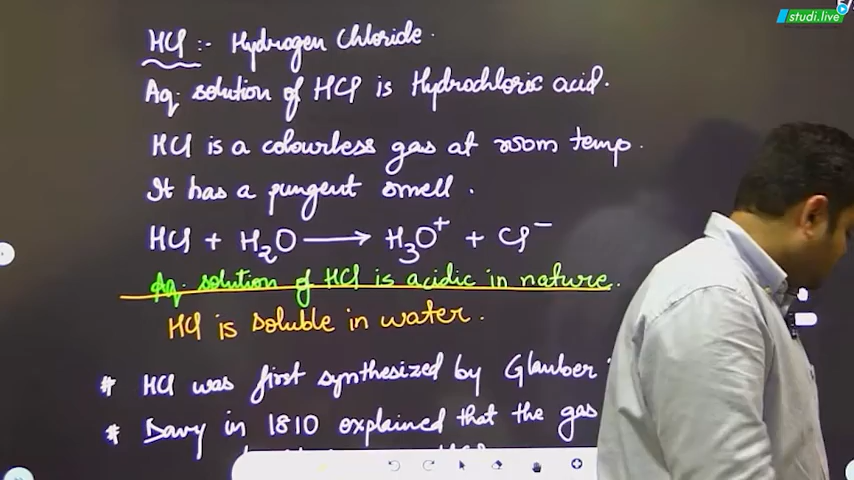 studi.live
HCl :- Hydrogen Chloride.
Aq. solution of HCl is Hydrochloric acid.
HCl is a colourless gas at room temp.
It has a pungent smell.
HCl + H2O → H3O+ + Cl-
Aq. solution of HCl is acidic in nature.
HCl is soluble in water.
# HCl was first synthesized by Glauber
# Davy in 1810 explained that the gas